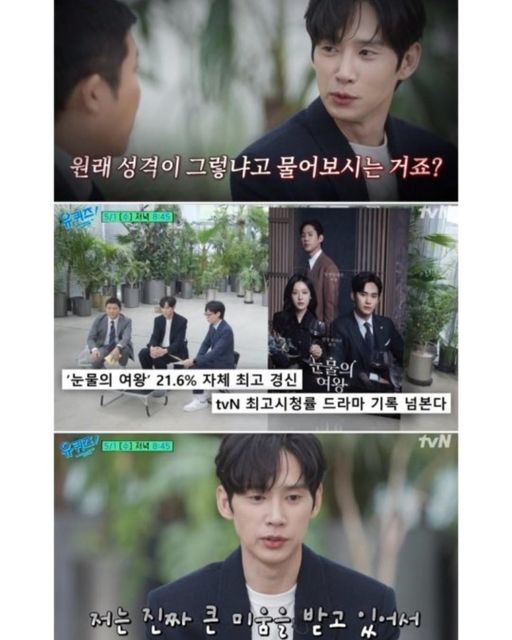 원래 성격이 그렇냐고 물어보시는 거죠?
유퀴즈!
5/1 [수] 저녁 8:45
tvN
눈물의 여왕
'눈물의 여왕' 21.6% 자체 최고 경신
tvN 최고시청률 드라마 기록 넘본다
유퀴즈!
5/1 [수] 저녁 8:45
tvN
저는 진짜 큰 미움을 받고 있어서